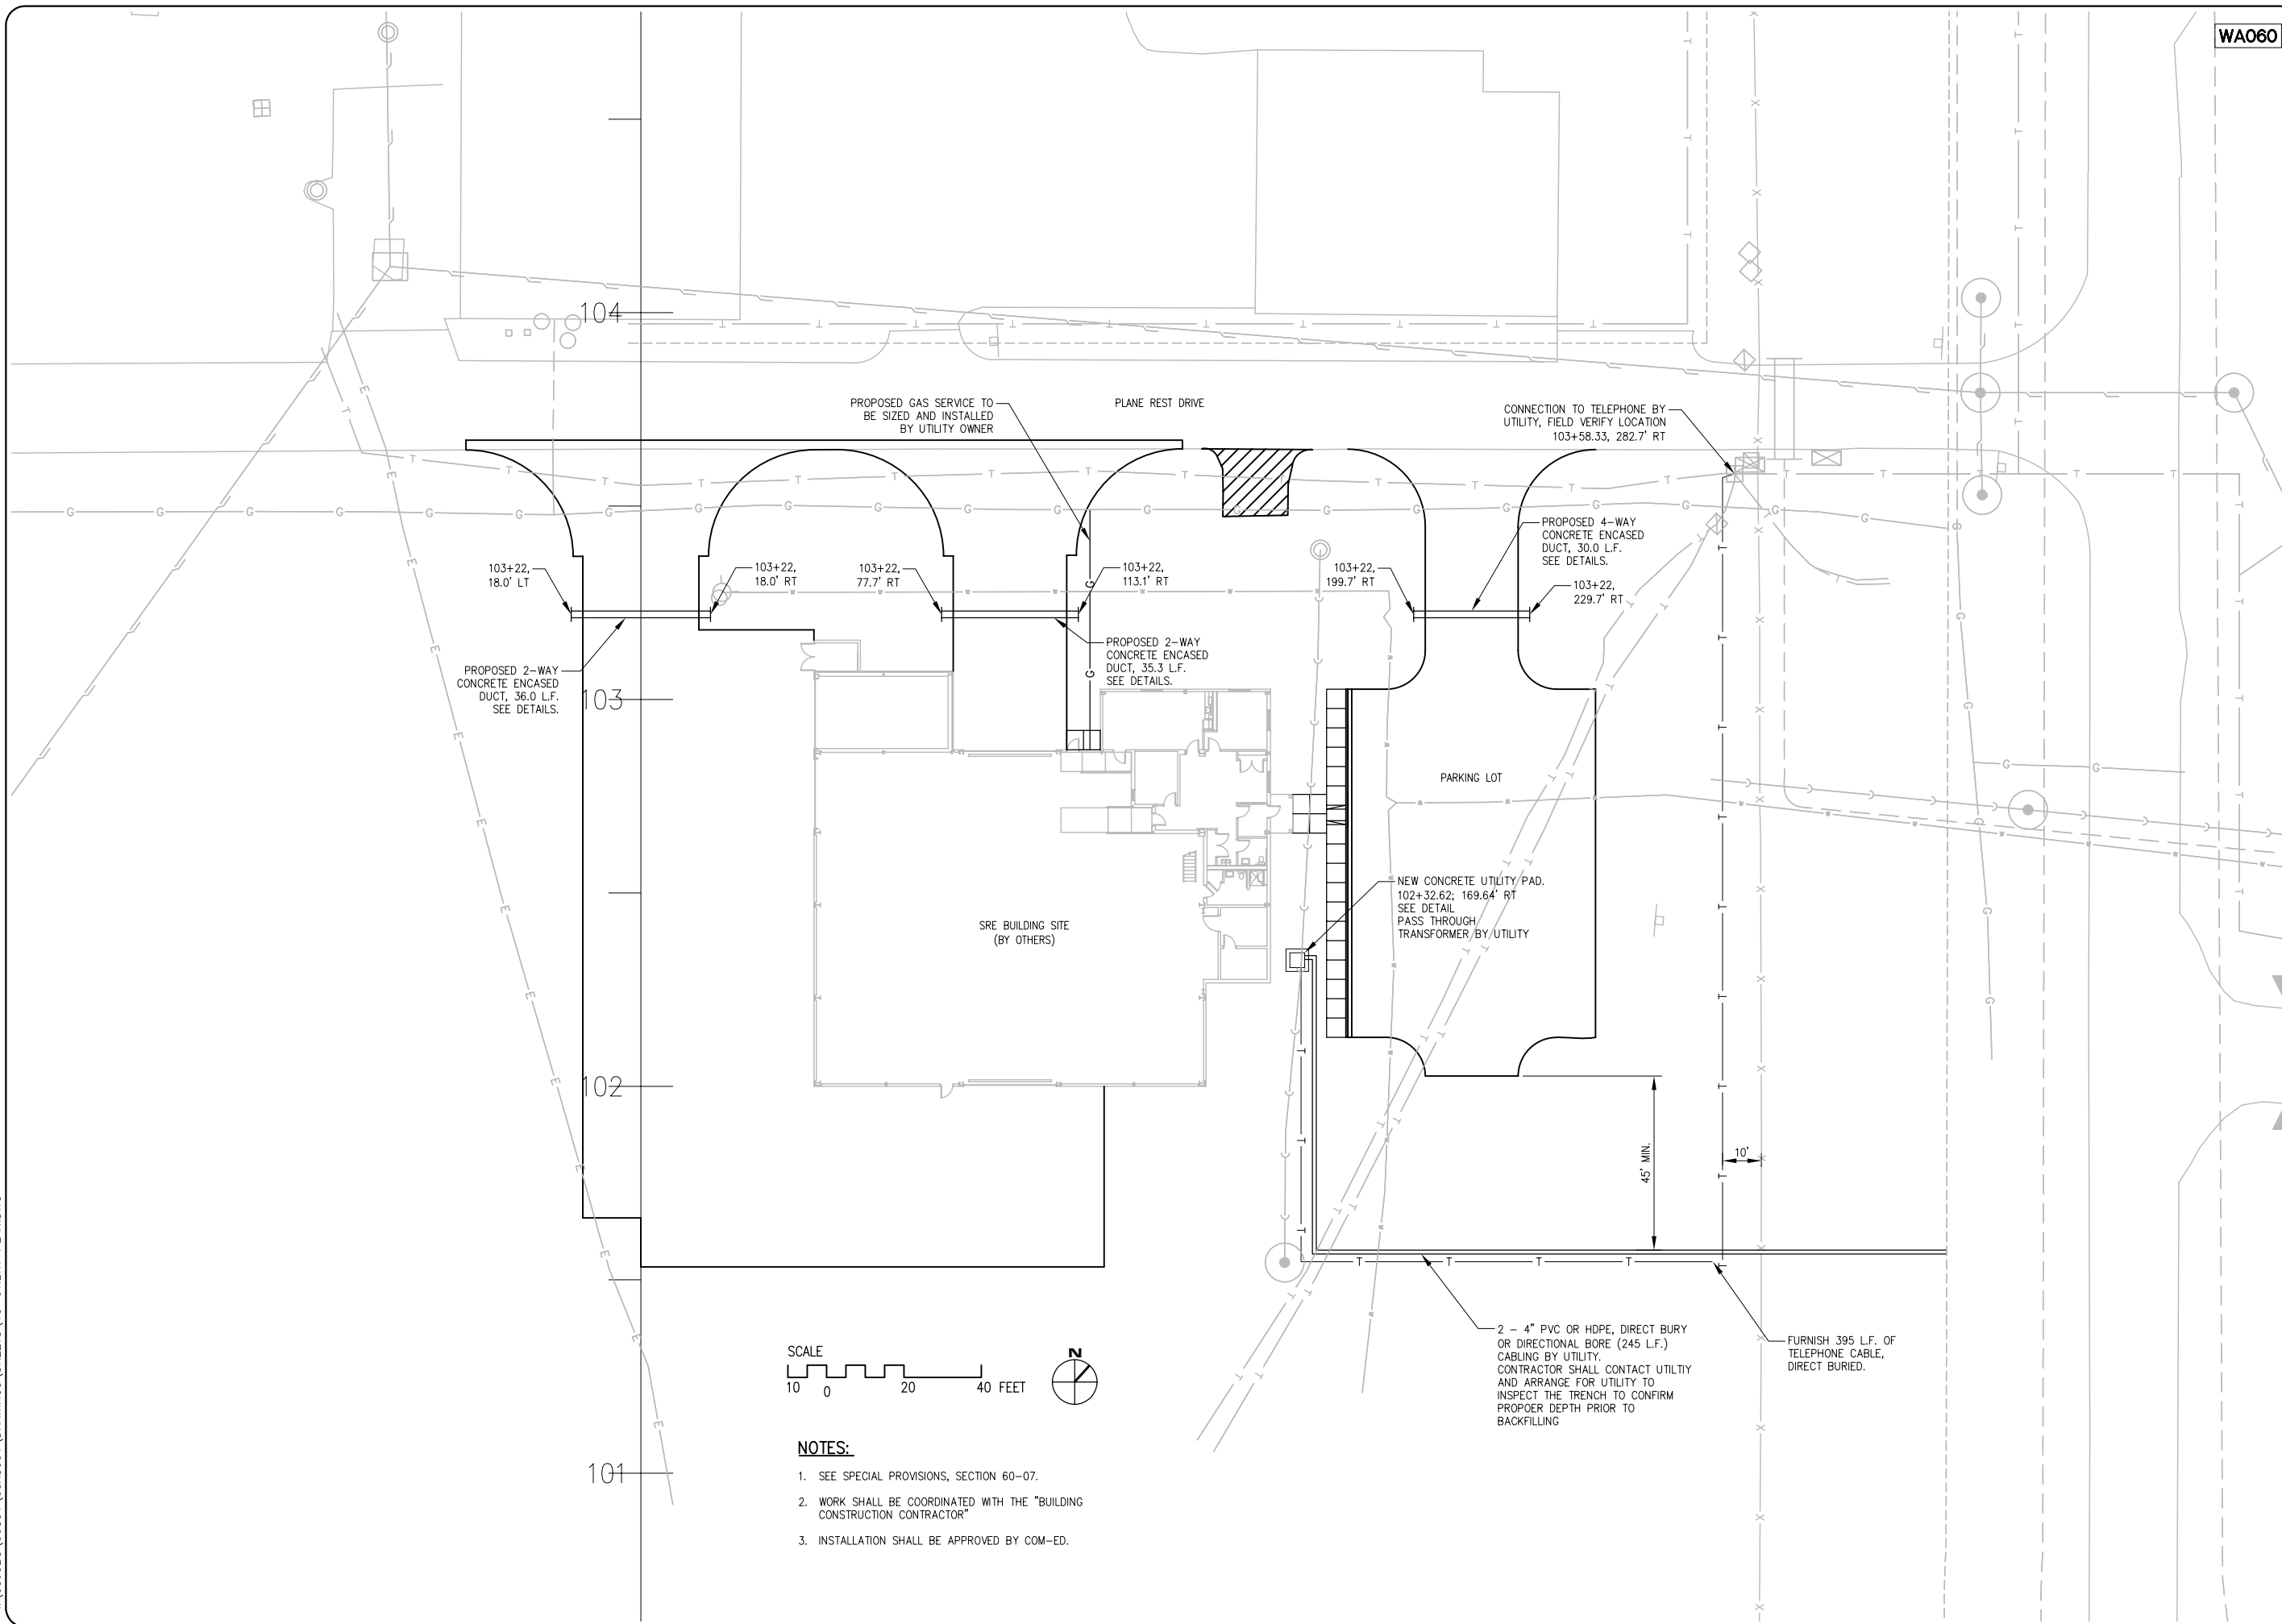 WA060
104
PROPOSED GAS SERVICE TO
BE SIZED AND INSTALLED
BY UTILITY OWNER
PLANE REST DRIVE
CONNECTION TO TELEPHONE BY
UTILITY, FIELD VERIFY LOCATION
103+58.33, 282.7' RT
PROPOSED 4-WAY
CONCRETE ENCASED
DUCT, 30.0 L.F.
SEE DETAILS.
103+22,
18.0' LT
103+22,
18.0' RT
103+22,
77.7' RT
103+22,
113.1' RT
103+22,
199.7' RT
103+22,
229.7' RT
PROPOSED 2-WAY
CONCRETE ENCASED
DUCT, 36.0 L.F.
SEE DETAILS.
PROPOSED 2-WAY
CONCRETE ENCASED
DUCT, 35.3 L.F.
SEE DETAILS.
103
PARKING LOT
NEW CONCRETE UTILITY PAD.
102+32.62; 169.64' RT
SEE DETAIL
PASS THROUGH
TRANSFORMER BY UTILITY
SRE BUILDING SITE
(BY OTHERS)
102
45' MIN.
10'
2 - 4" PVC OR HDPE, DIRECT BURY
OR DIRECTIONAL BORE (245 L.F.)
CABLING BY UTILITY.
CONTRACTOR SHALL CONTACT UTILTIY
AND ARRANGE FOR UTILITY TO
INSPECT THE TRENCH TO CONFIRM
PROPOER DEPTH PRIOR TO
BACKFILLING
FURNISH 395 L.F. OF
TELEPHONE CABLE,
DIRECT BURIED.
SCALE
10 0 20 40 FEET
N
101
NOTES:
1. SEE SPECIAL PROVISIONS, SECTION 60-07.
2. WORK SHALL BE COORDINATED WITH THE "BUILDING
CONSTRUCTION CONTRACTOR"
3. INSTALLATION SHALL BE APPROVED BY COM-ED.